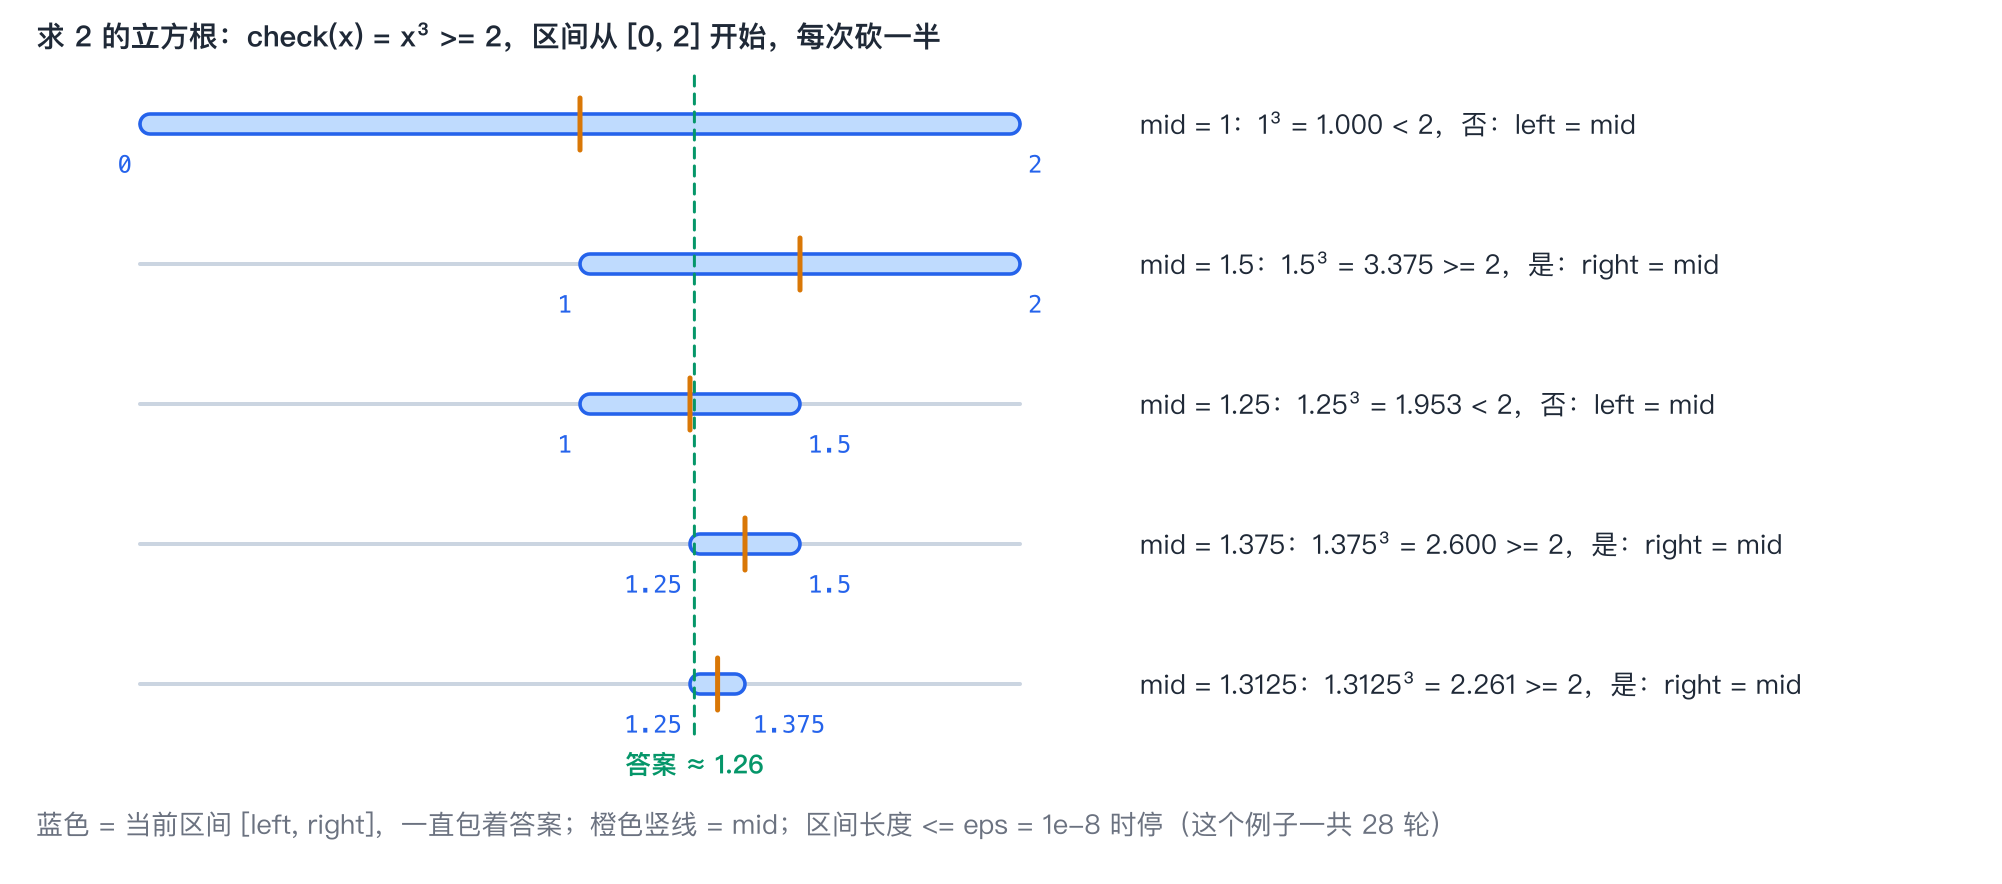 求 2 的立方根：check(x) = x³ >= 2，区间从 [0, 2] 开始，每次砍一半
mid = 1：1³ = 1.000 < 2，否：left = mid
0
2
mid = 1.5：1.5³ = 3.375 >= 2，是：right = mid
1
2
mid = 1.25：1.25³ = 1.953 < 2，否：left = mid
1
1.5
mid = 1.375：1.375³ = 2.600 >= 2，是：right = mid
1.25
1.5
mid = 1.3125：1.3125³ = 2.261 >= 2，是：right = mid
1.25
1.375
答案 ≈ 1.26
蓝色 = 当前区间 [left, right]，一直包着答案；橙色竖线 = mid；区间长度 <= eps = 1e−8 时停（这个例子一共 28 轮）